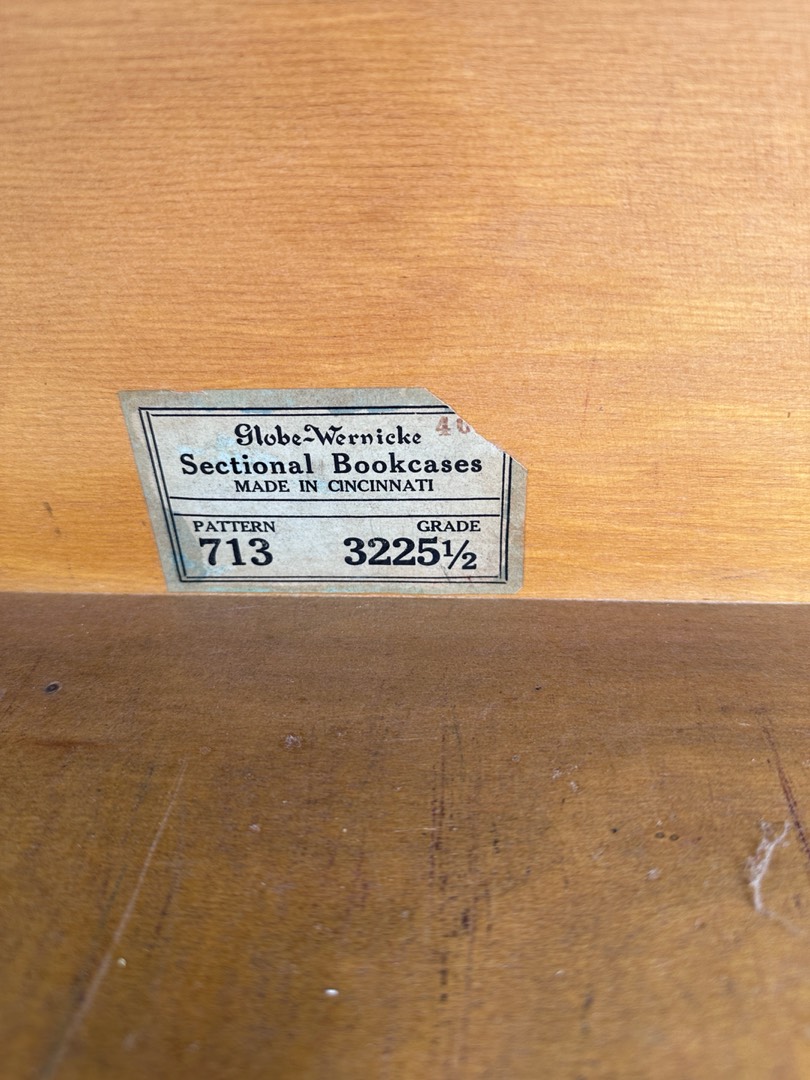 Globe-Wernicke
Sectional Bookcases
MADE IN CINCINNATI
PATTERN GRADE
713 3225½